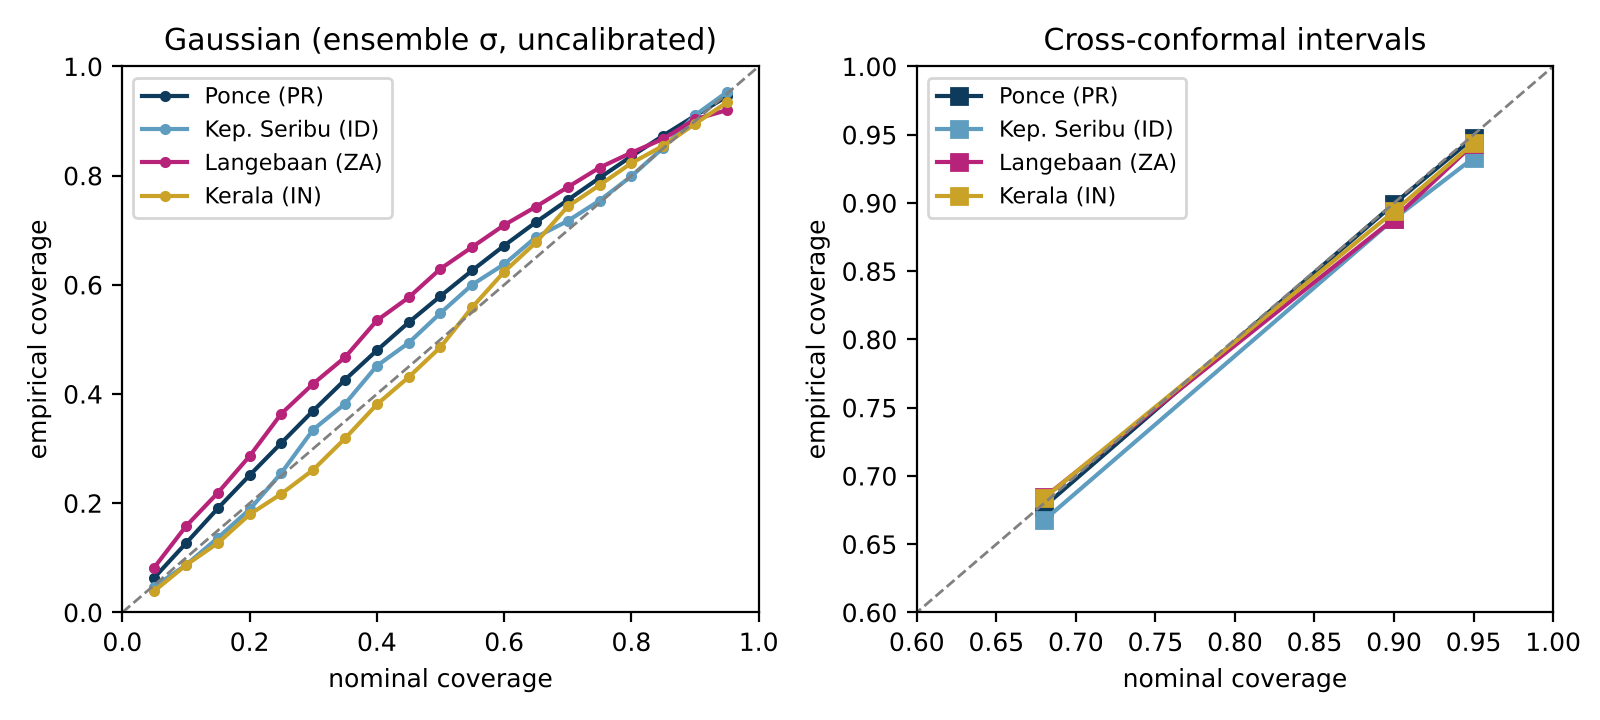 Gaussian (ensemble σ, uncalibrated)
Ponce (PR)
Kep. Seribu (ID)
Langebaan (ZA)
Kerala (IN)
empirical coverage
1.0
0.8
0.6
0.4
0.2
0.0
0.0 0.2 0.4 0.6 0.8 1.0
nominal coverage
Cross-conformal intervals
Ponce (PR)
Kep. Seribu (ID)
Langebaan (ZA)
Kerala (IN)
empirical coverage
1.00
0.95
0.90
0.85
0.80
0.75
0.70
0.65
0.60
0.60 0.65 0.70 0.75 0.80 0.85 0.90 0.95 1.00
nominal coverage